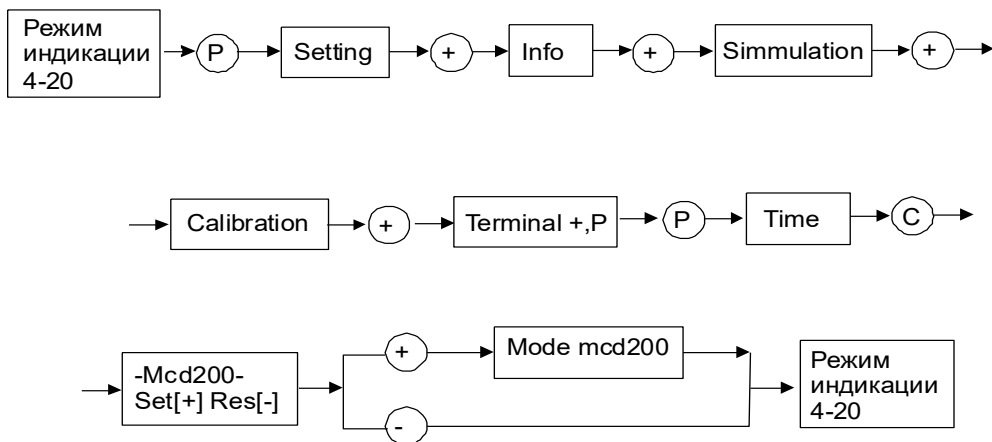 Режим
индикации
4-20
P
Setting
+
Info
+
Simmulation
+
Calibration
+
Terminal +,P
P
Time
C
-Mcd200-
Set[+] Res[-]
+
Mode mcd200
-
Режим
индикации
4-20